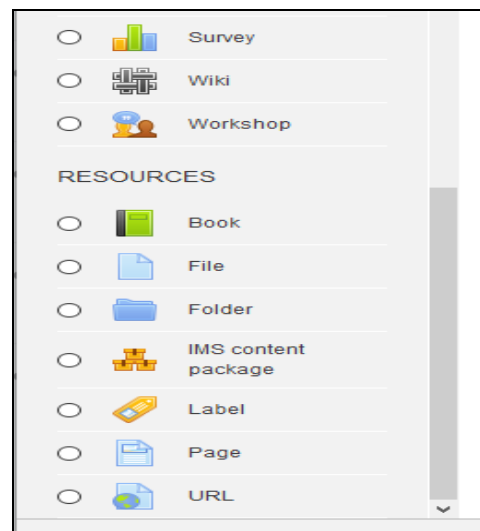 Survey
Wiki
Workshop
RESOURCES
Book
File
Folder
IMS content
package
Label
Page
URL